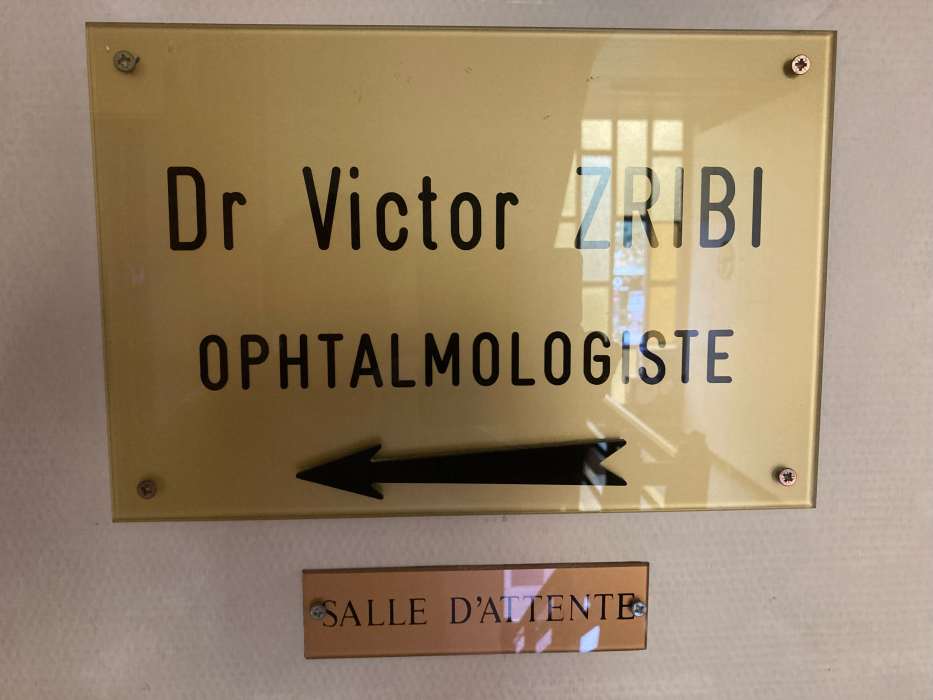 Dr Victor ZRIBI
OPHTALMOLOGISTE
SALLE D'ATTENTE